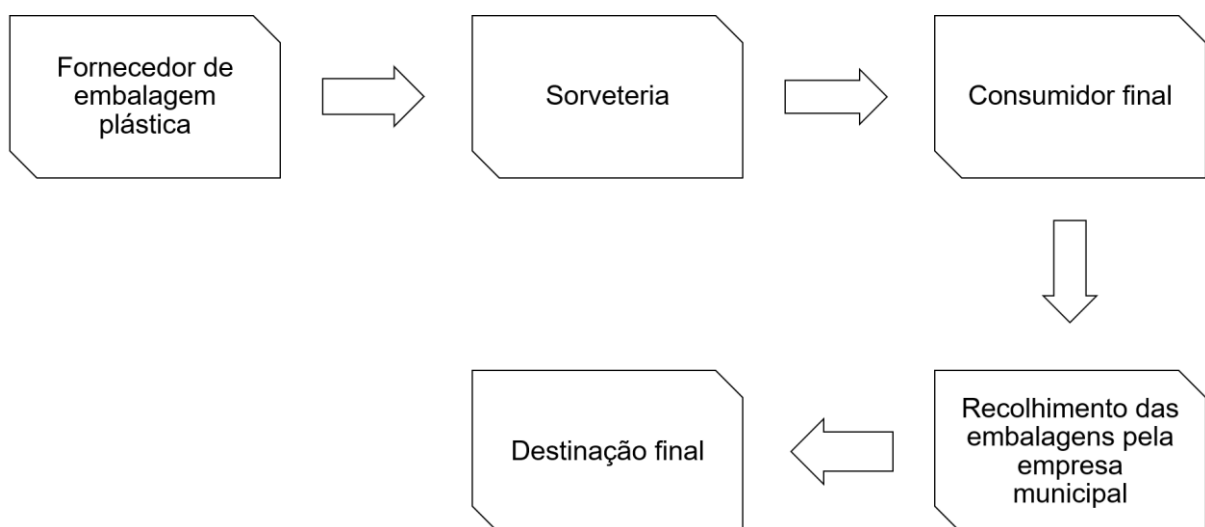 Fornecedor de
embalagem
plástica
Sorveteria
Consumidor final
Recolhimento das
embalagens pela
empresa
municipal
Destinação final